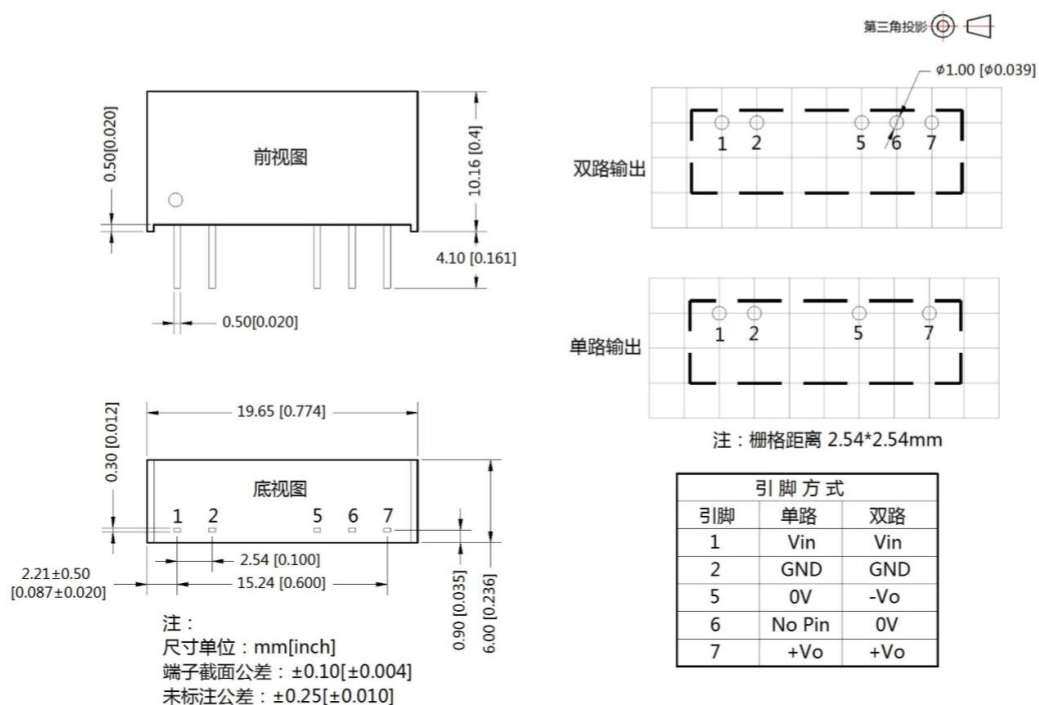 第三角投影
ϕ1.00 [ϕ0.039]
0.50[0.020]
前视图
10.16 [0.4]
4.10 [0.161]
0.50[0.020]
双路输出
1 2 5 6 7
单路输出
1 2 5 7
注：栅格距离 2.54*2.54mm
19.65 [0.774]
0.30 [0.012]
底视图
1 2 5 6 7
2.54 [0.100]
15.24 [0.600]
2.21±0.50
[0.087±0.020]
0.90 [0.035]
6.00 [0.236]
注：
尺寸单位：mm[inch]
端子截面公差：±0.10[±0.004]
未标注公差：±0.25[±0.010]
引脚方式
引脚 单路 双路
1 Vin Vin
2 GND GND
5 0V -Vo
6 No Pin 0V
7 +Vo +Vo